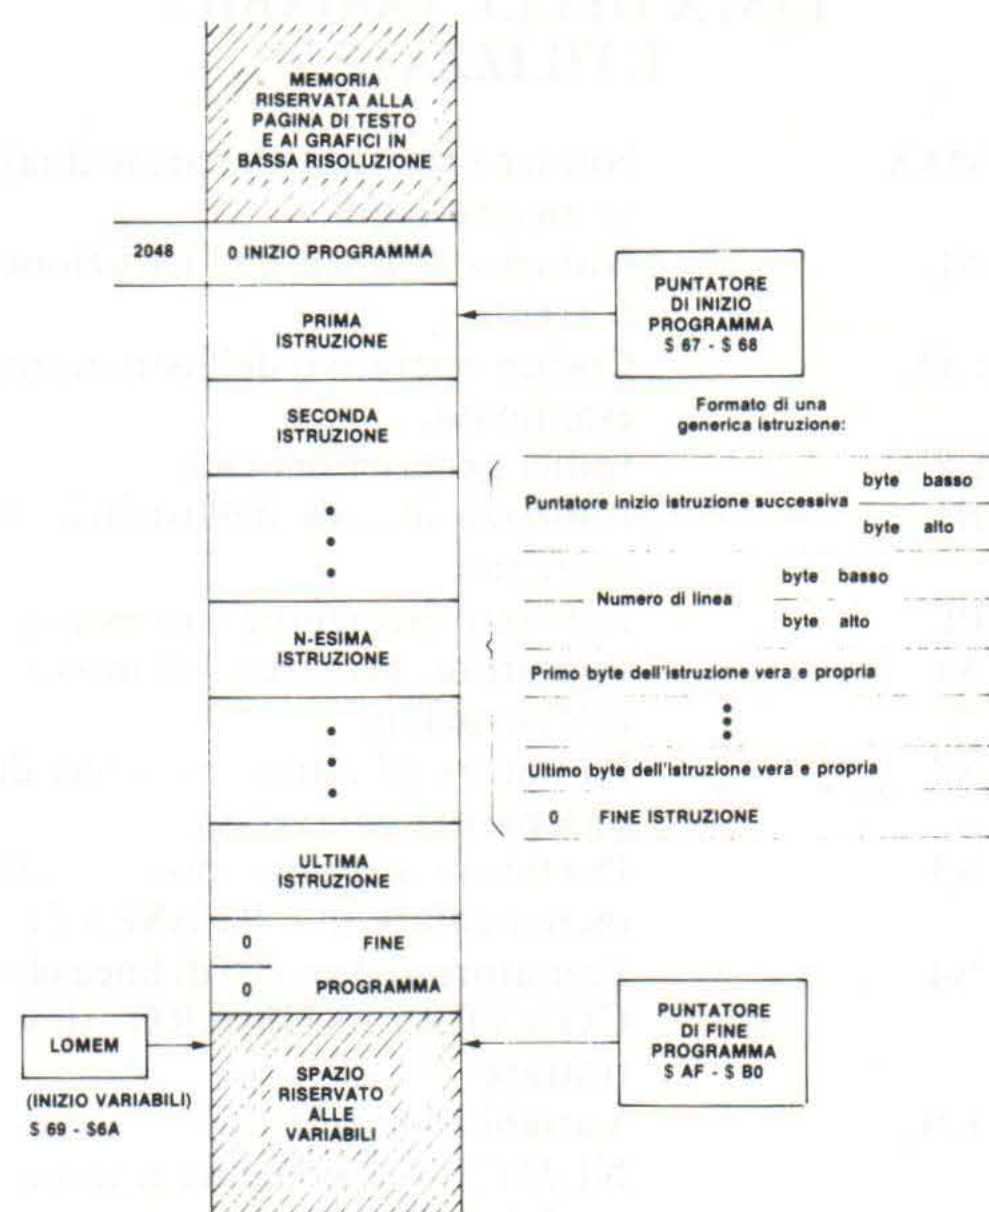 MEMORIA
RISERVATA ALLA
PAGINA DI TESTO
E AI GRAFICI IN
BASSA RISOLUZIONE
2048
0 INIZIO PROGRAMMA
PRIMA
ISTRUZIONE
SECONDA
ISTRUZIONE
N-ESIMA
ISTRUZIONE
ULTIMA
ISTRUZIONE
0 FINE
0 PROGRAMMA
SPAZIO
RISERVATO
ALLE
VARIABILI
LOMEM
(INIZIO VARIABILI)
$ 69 - $6A
PUNTATORE
DI INIZIO
PROGRAMMA
$ 67 - $ 68
Formato di una
generica istruzione:
Puntatore inizio istruzione successiva
byte basso
byte alto
Numero di linea
byte basso
byte alto
Primo byte dell'istruzione vera e propria
Ultimo byte dell'istruzione vera e propria
0 FINE ISTRUZIONE
PUNTATORE
DI FINE
PROGRAMMA
$ AF - $ B0